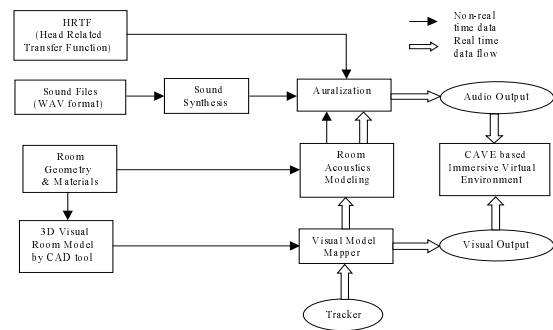 HRTF
(Head Related
Transfer Function)
Non-real
time data
Real time
data flow
Sound Files
(WAV format)
Sound
Synthesis
Auralization
Audio Output
Room
Geometry
& Materials
Room
Acoustics
Modeling
CAVE based
Immersive Virtual
Environment
3D Visual
Room Model
by CAD tool
Visual Model
Mapper
Visual Output
Tracker